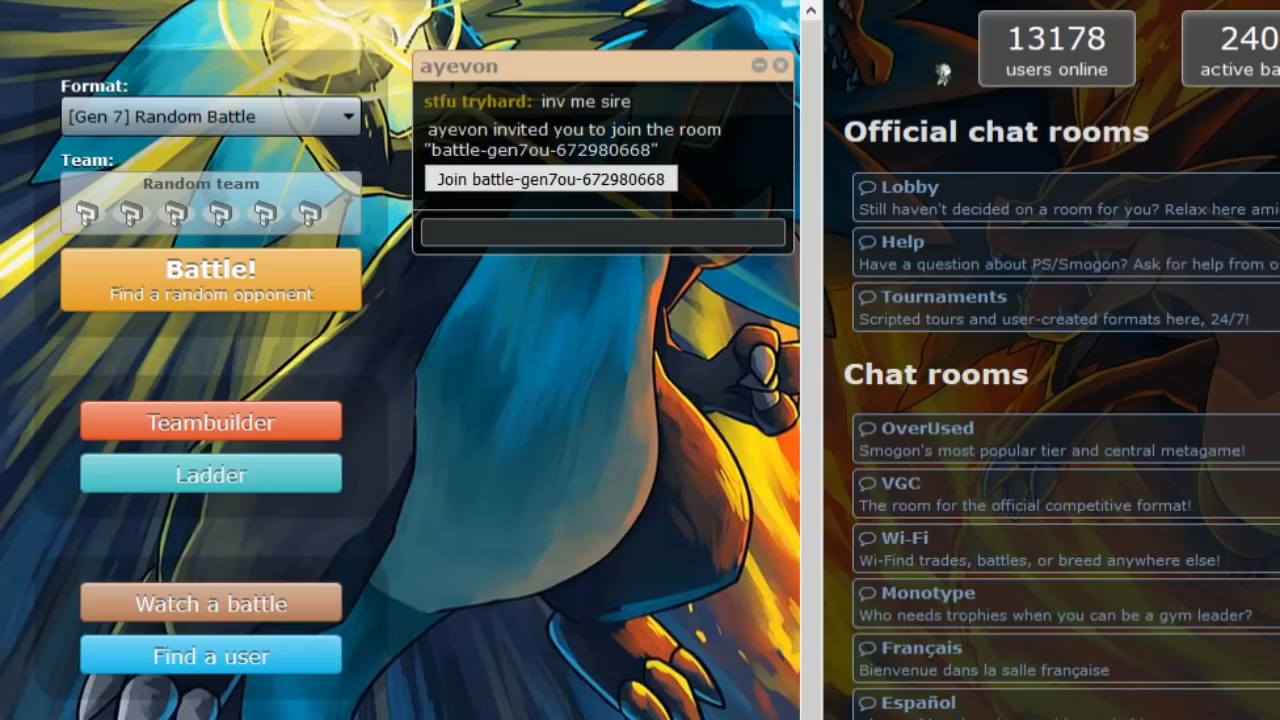 Format:
[Gen 7] Random Battle
Team:
Random team
Battle!
Find a random opponent
Teambuilder
Ladder
Watch a battle
Find a user
ayevon
stfu tryhard: inv me sire
ayevon invited you to join the room
"battle-gen7ou-672980668"
Join battle-gen7ou-672980668
13178
users online
240
active ba
Official chat rooms
Lobby
Still haven't decided on a room for you? Relax here ami
Help
Have a question about PS/Smogon? Ask for help from o
Tournaments
Scripted tours and user-created formats here, 24/7!
Chat rooms
OverUsed
Smogon's most popular tier and central metagame!
VGC
The room for the official competitive format!
Wi-Fi
Wi-Find trades, battles, or breed anywhere else!
Monotype
Who needs trophies when you can be a gym leader?
Français
Bienvenue dans la salle française
Español